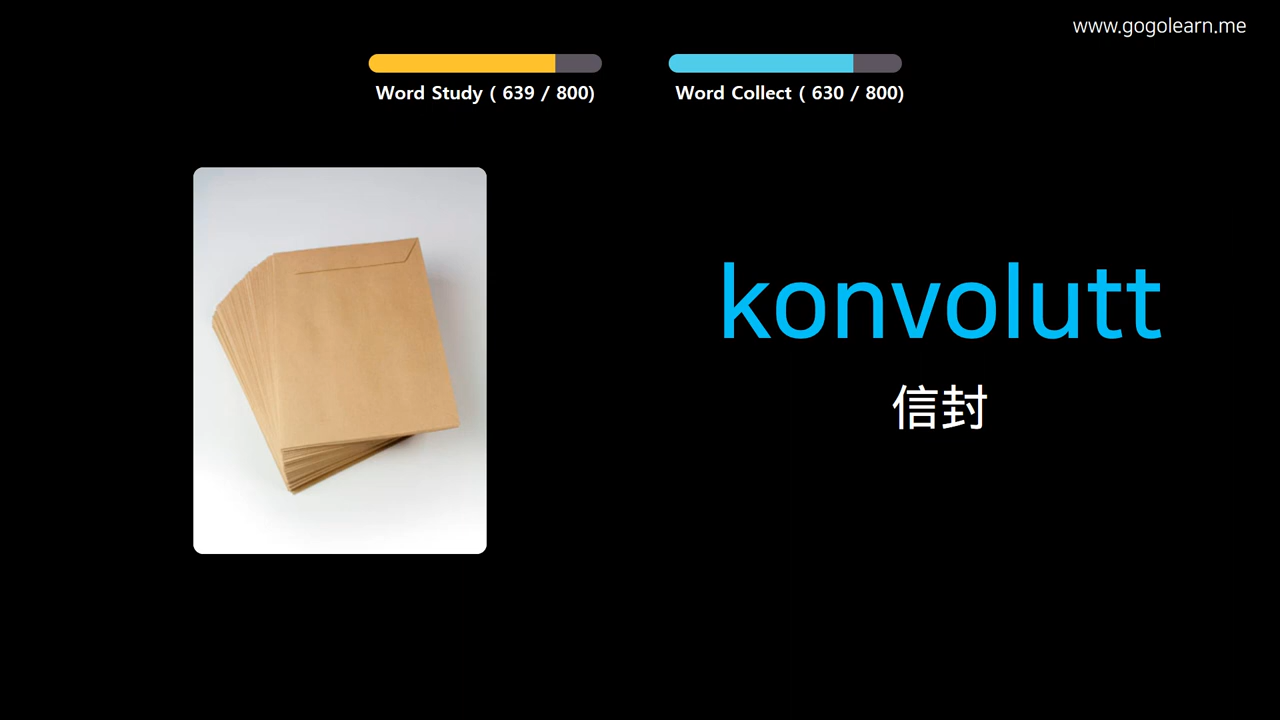 www.gogolearn.me
Word Study ( 639 / 800)
Word Collect ( 630 / 800)
konvolutt
信封